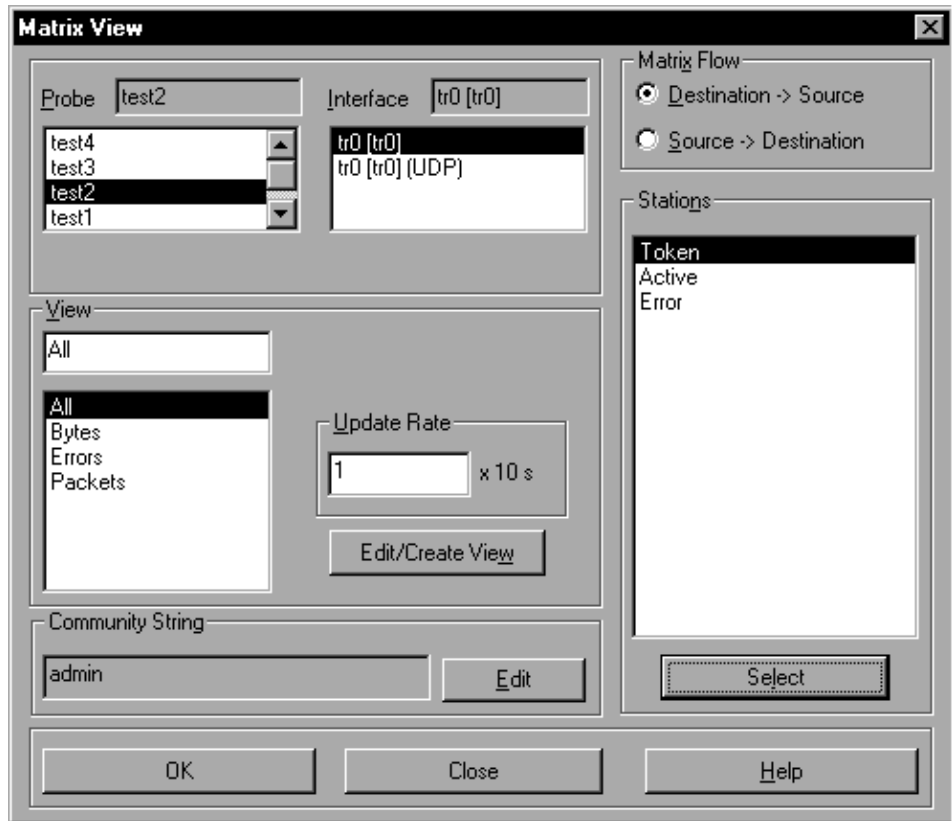 Matrix View
Probe test2 Interface tr0 [tr0]
test4
test3
test2
test1
tr0 [tr0]
tr0 [tr0] (UDP)
Matrix Flow
Destination -> Source
Source -> Destination
View
All
All
Bytes
Errors
Packets
Update Rate
1 x 10 s
Edit/Create View
Stations
Token
Active
Error
Select
Community String
admin Edit
OK Close Help